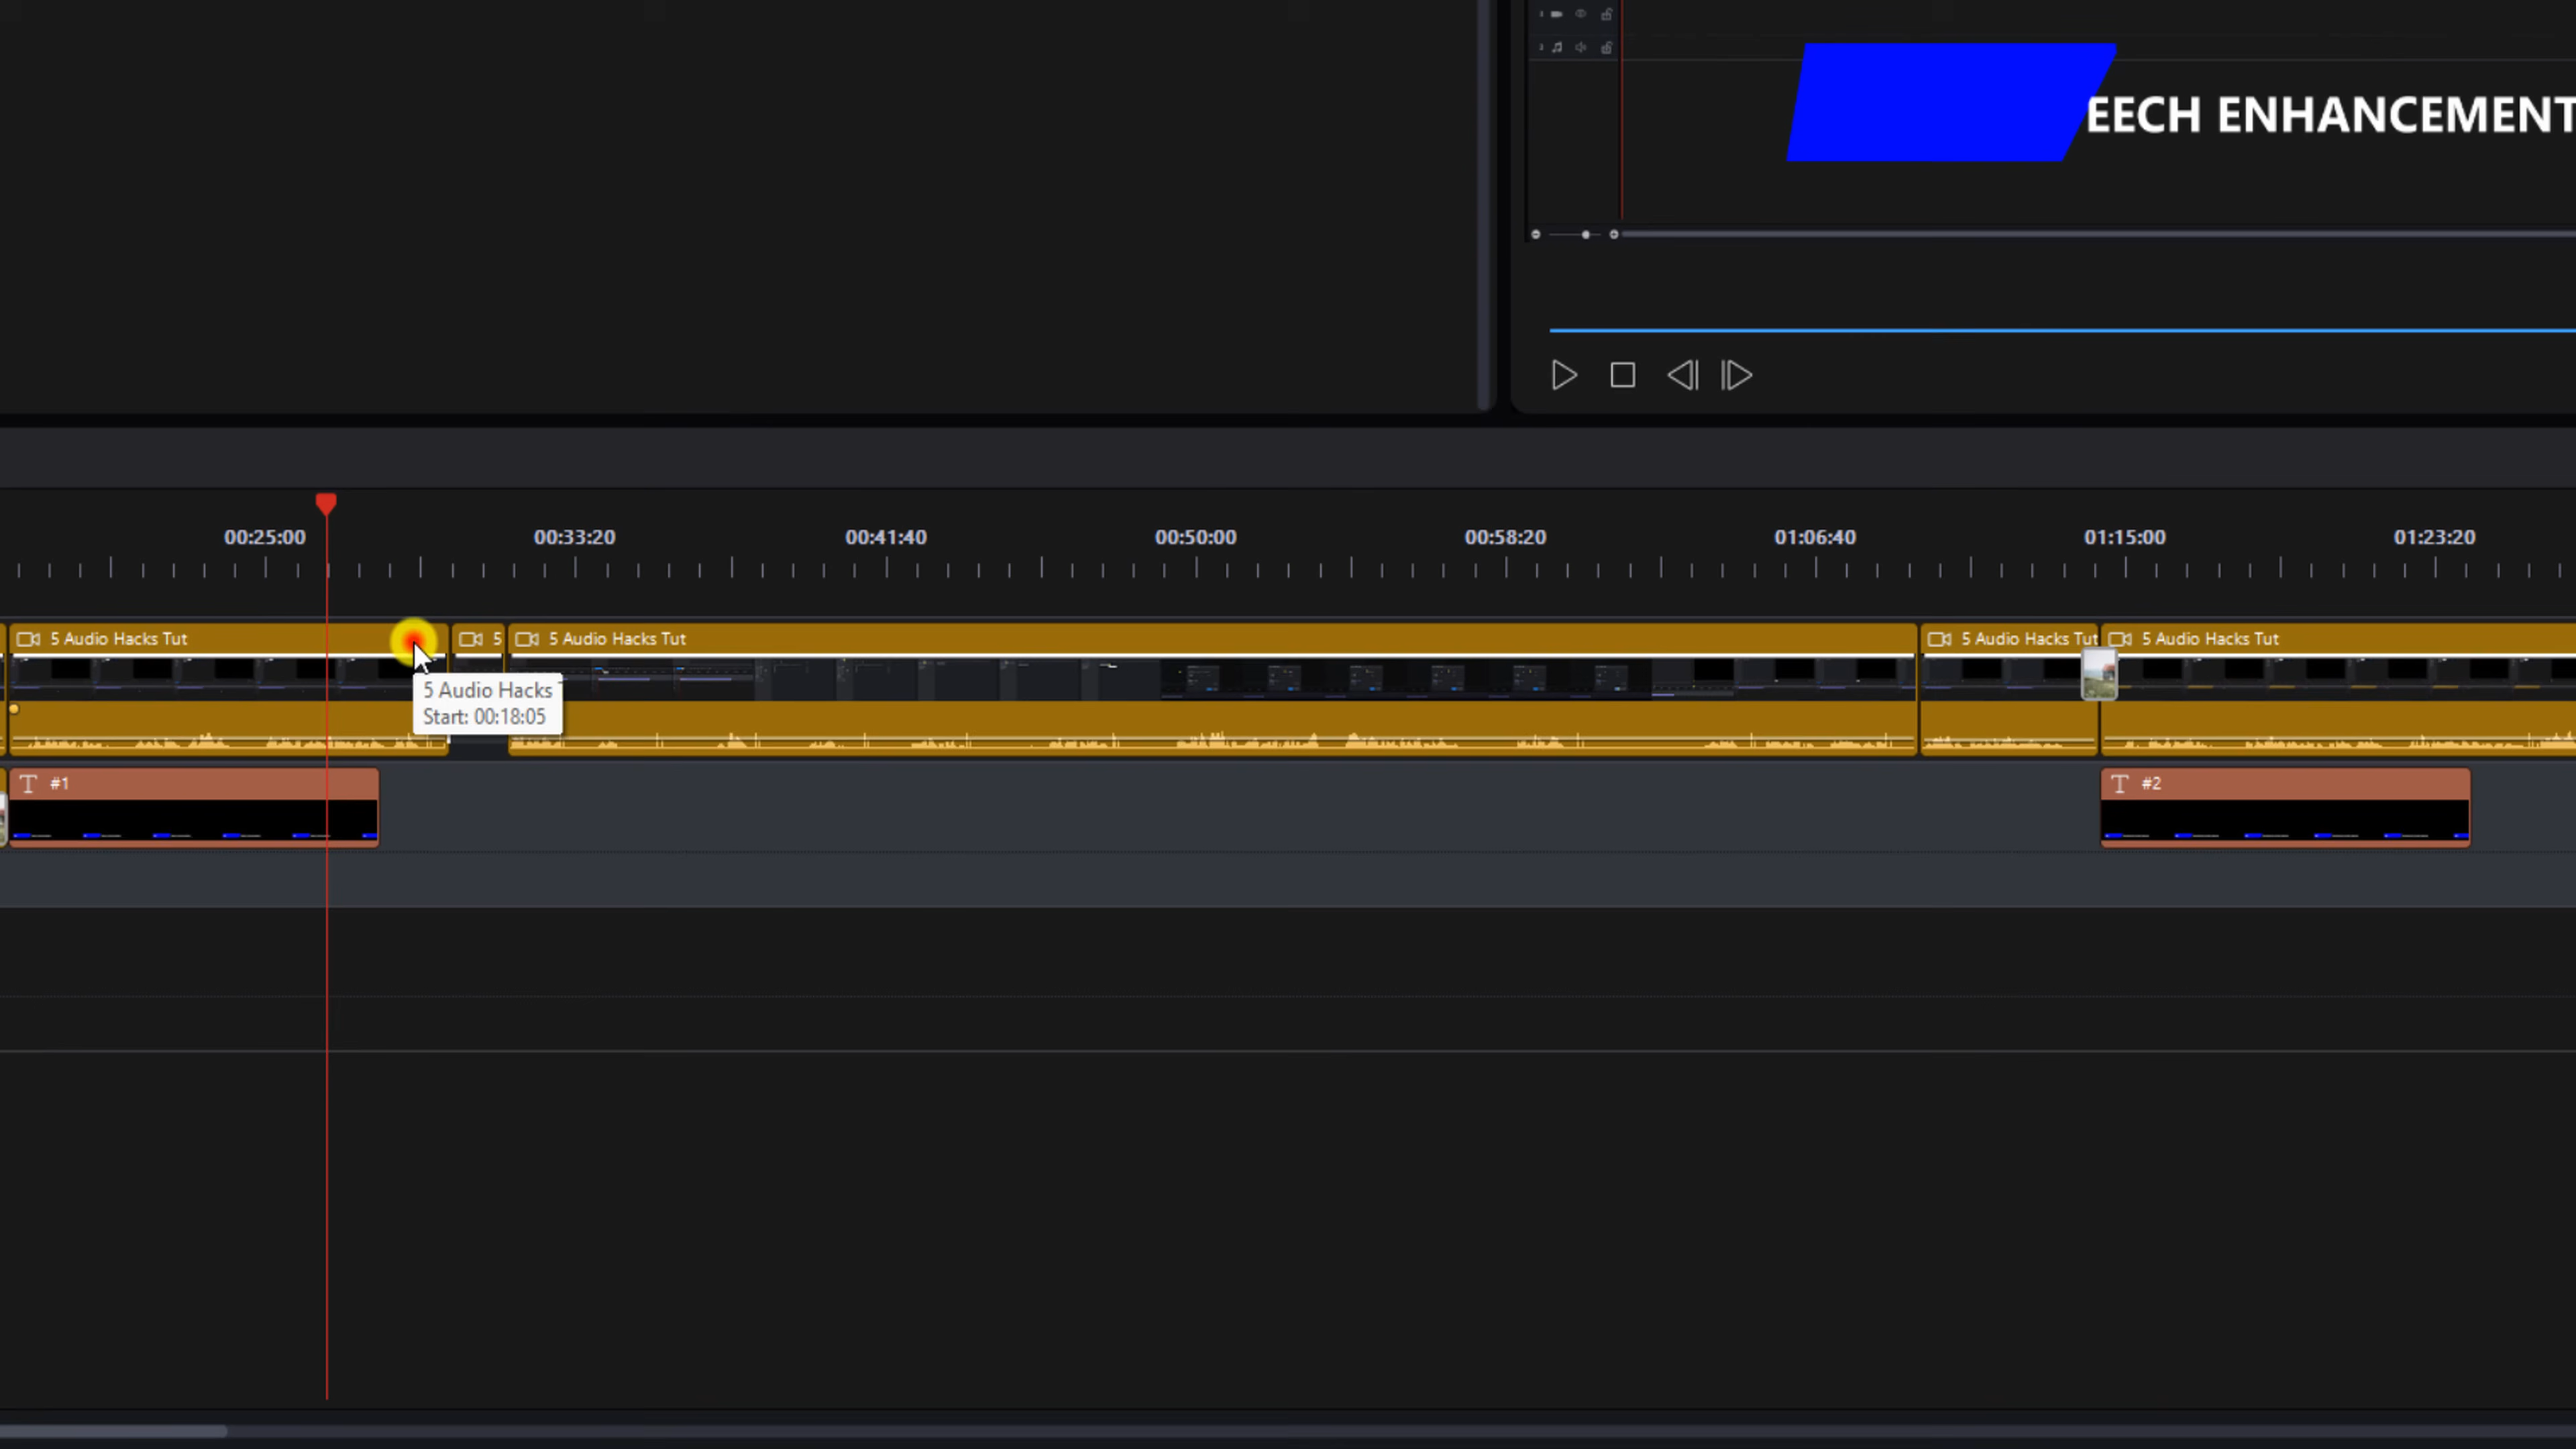 EECH ENHANCEMENT
00:25:00 00:33:20 00:41:40 00:50:00 00:58:20 01:06:40 01:15:00 01:23:20
5 Audio Hacks Tut 5 5 Audio Hacks Tut 5 Audio Hacks Tut 5 Audio Hacks Tut
5 Audio Hacks
Start: 00:18:05
#1 #2